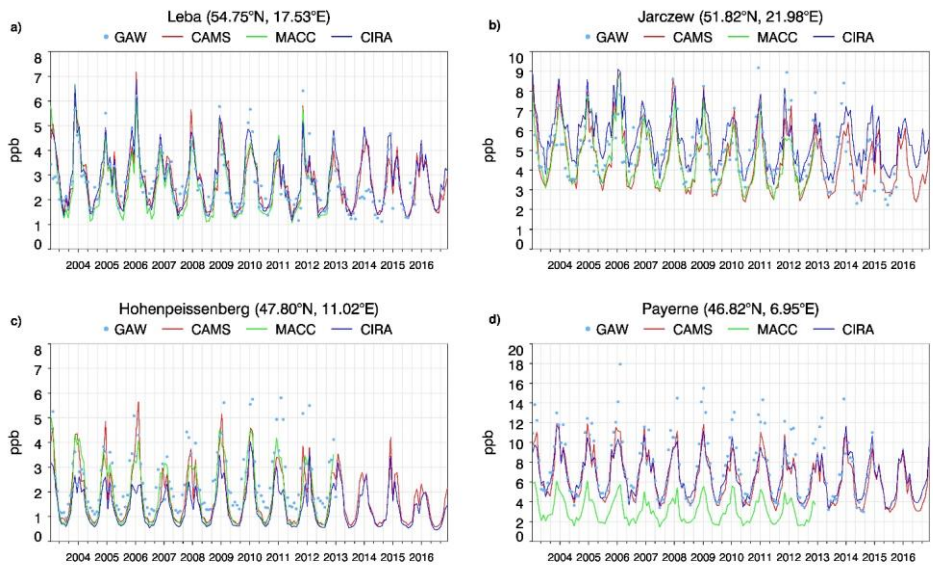 a)
Leba (54.75°N, 17.53°E)
GAW CAMS MACC CIRA
8
7
6
5
4
3
2
1
0
ppb
2004 2005 2006 2007 2008 2009 2010 2011 2012 2013 2014 2015 2016
b)
Jarczew (51.82°N, 21.98°E)
GAW CAMS MACC CIRA
10
9
8
7
6
5
4
3
2
1
0
ppb
2004 2005 2006 2007 2008 2009 2010 2011 2012 2013 2014 2015 2016
c)
Hohenpeissenberg (47.80°N, 11.02°E)
GAW CAMS MACC CIRA
8
7
6
5
4
3
2
1
0
ppb
2004 2005 2006 2007 2008 2009 2010 2011 2012 2013 2014 2015 2016
d)
Payerne (46.82°N, 6.95°E)
GAW CAMS MACC CIRA
20
18
16
14
12
10
8
6
4
2
0
ppb
2004 2005 2006 2007 2008 2009 2010 2011 2012 2013 2014 2015 2016